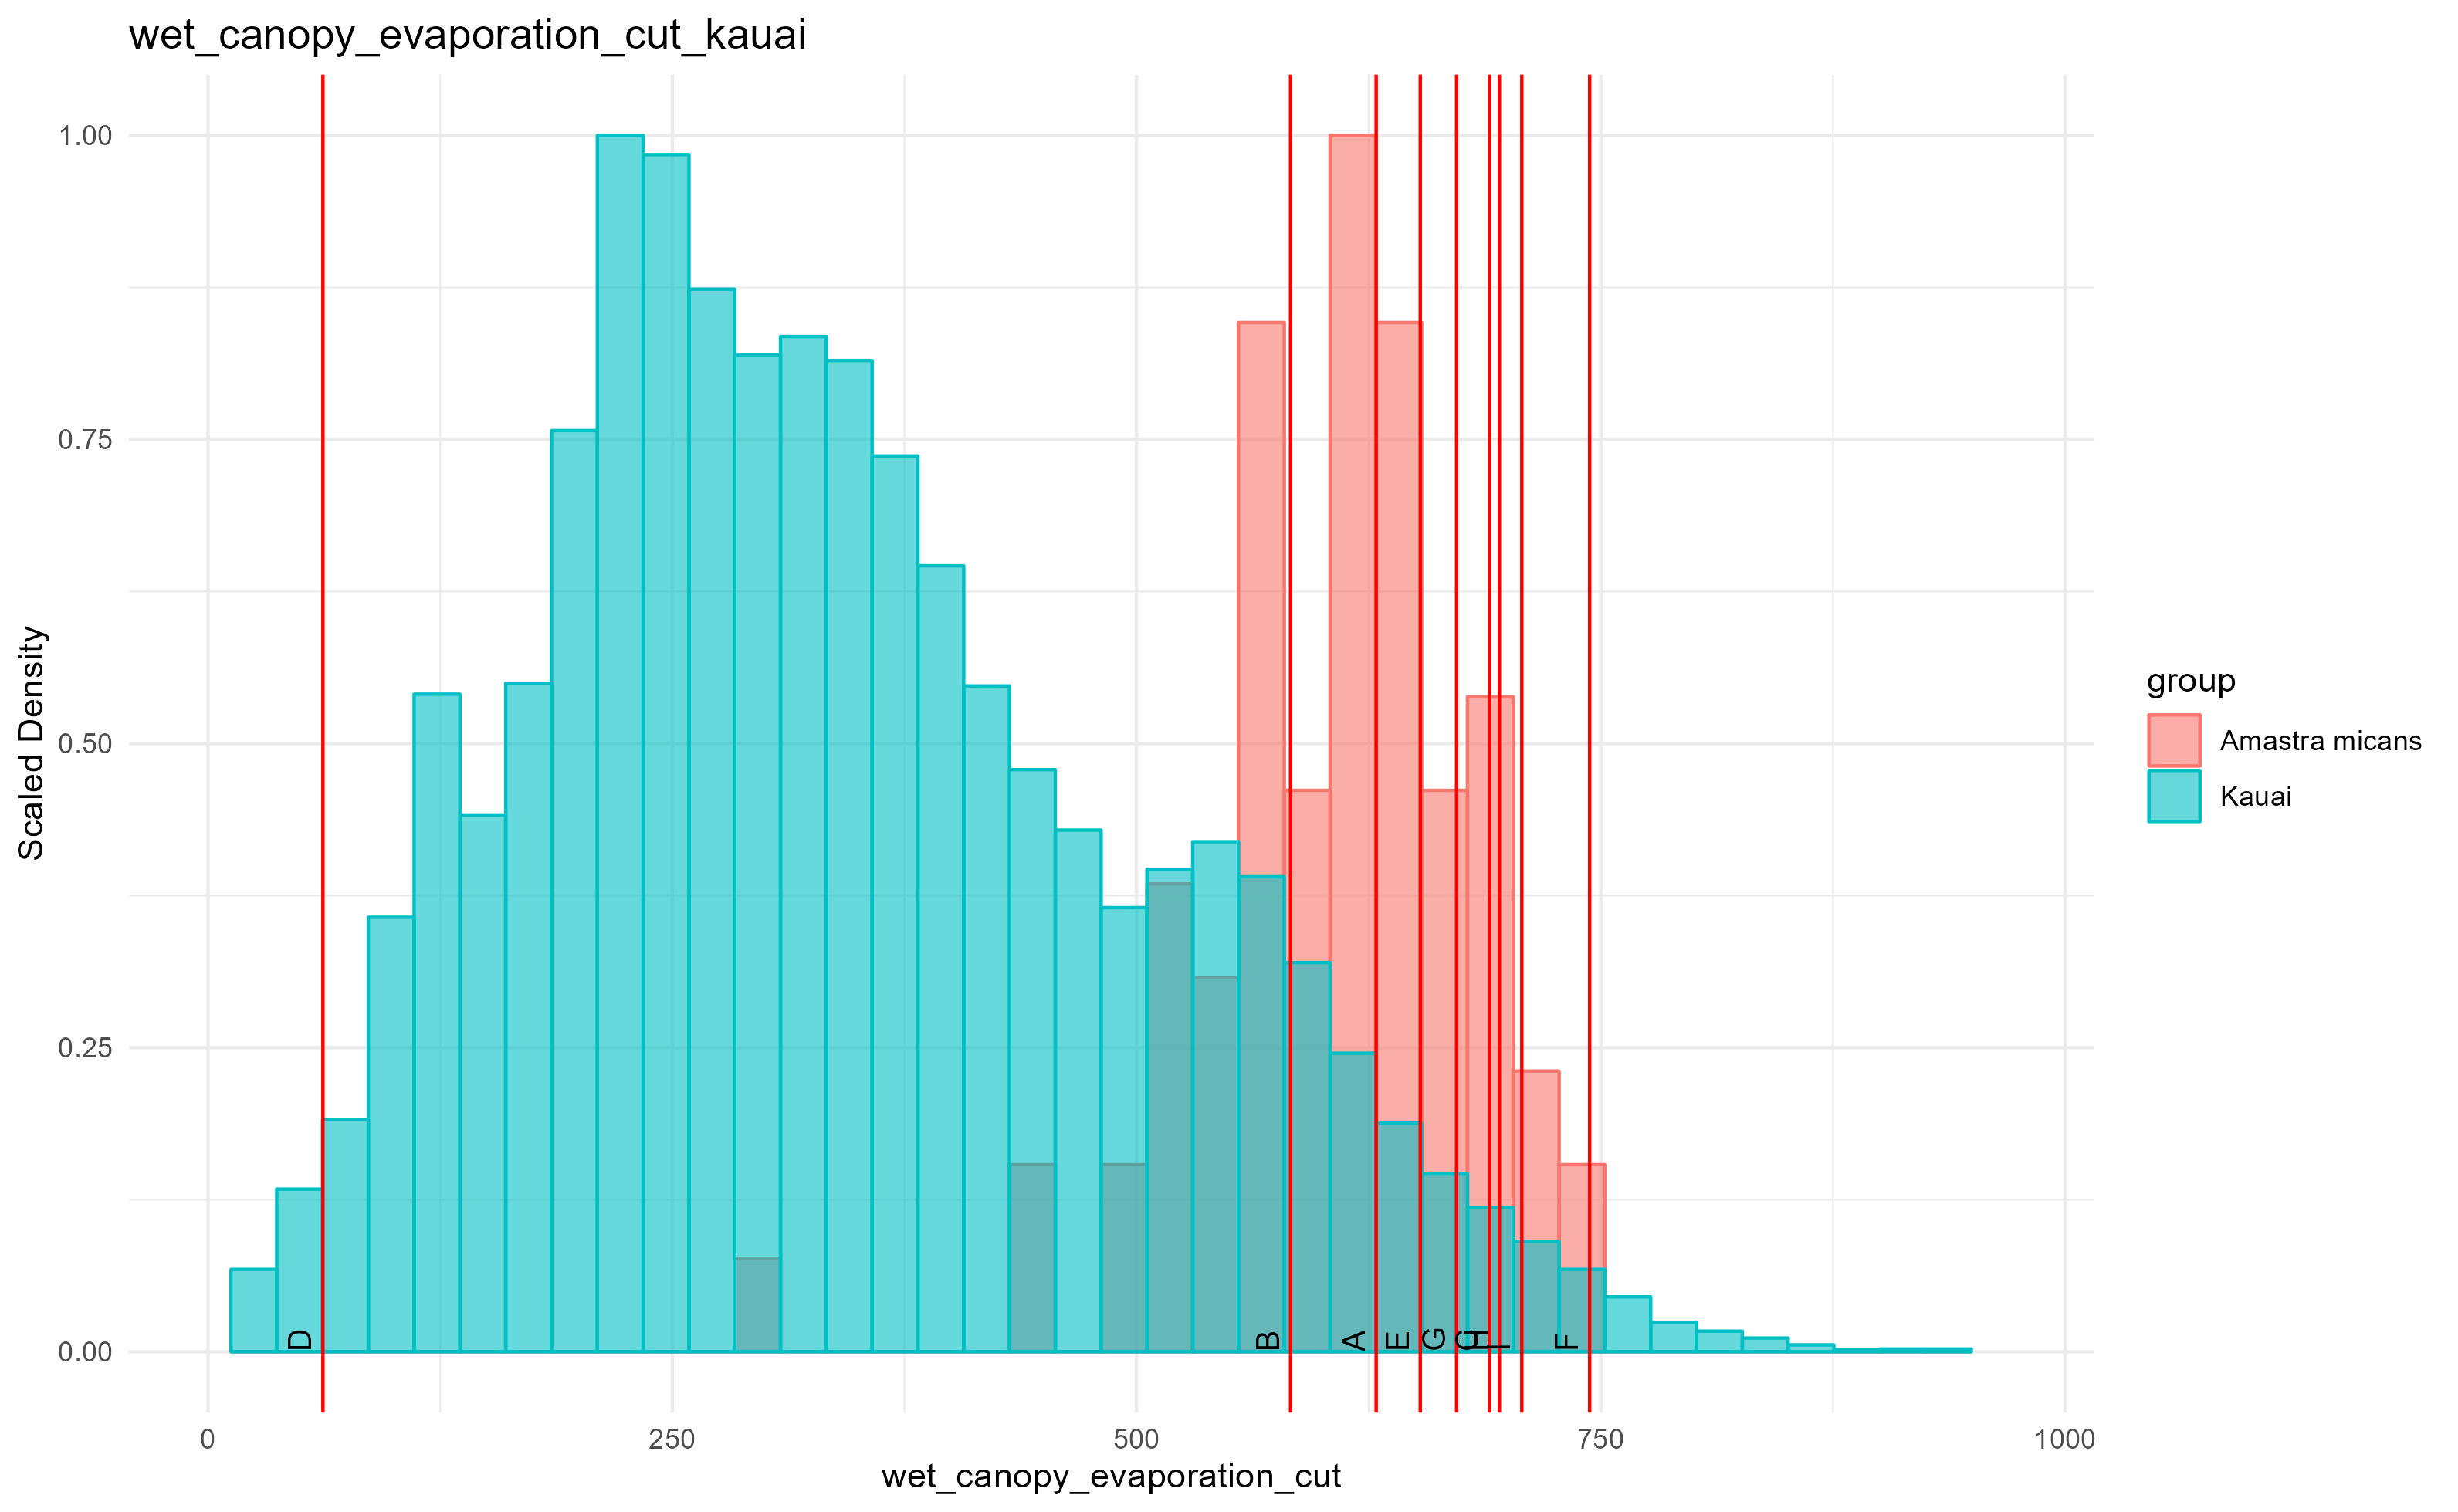 wet_canopy_evaporation_cut_kauai
1.00
0.75
0.50
0.25
0.00
Scaled Density
D
B
A
E
G
C
H
I
F
0
250
500
750
1000
wet_canopy_evaporation_cut
group
Amastra micans
Kauai